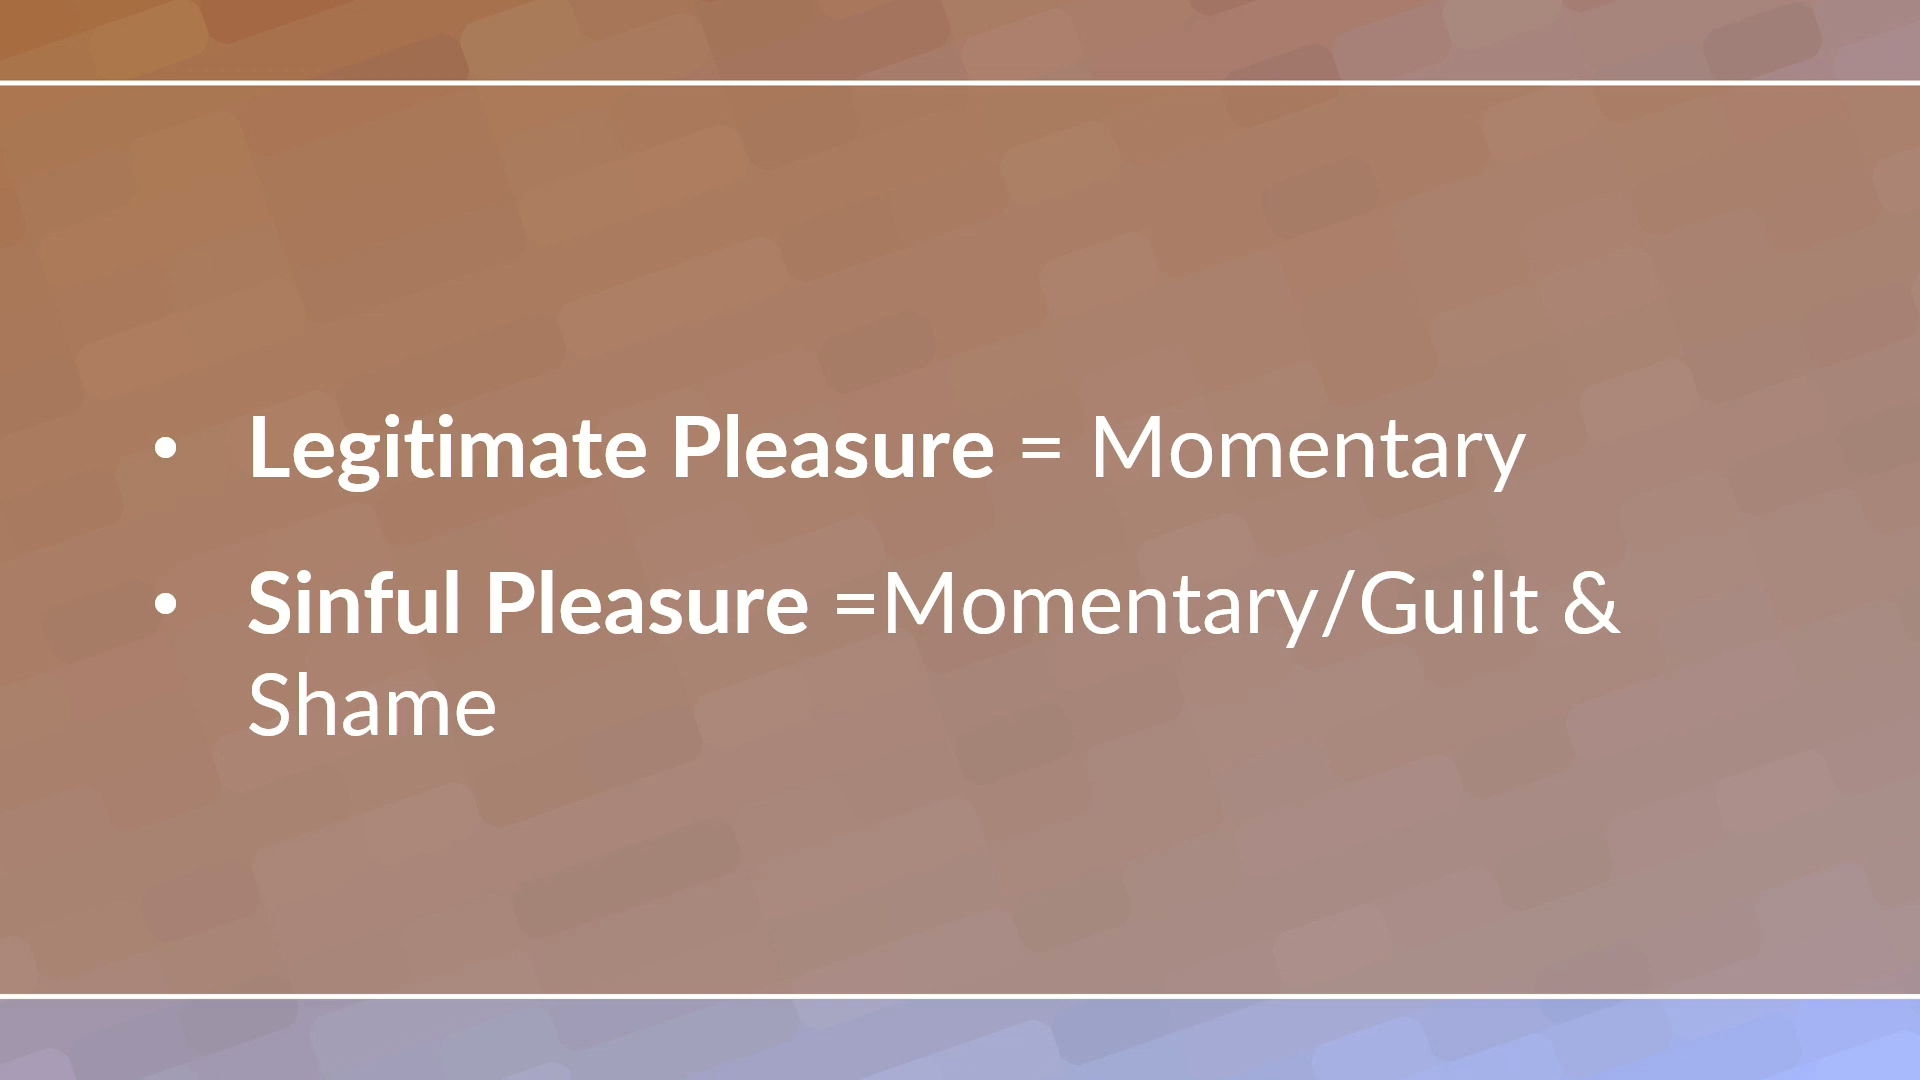 • Legitimate Pleasure = Momentary
• Sinful Pleasure =Momentary/Guilt &
Shame